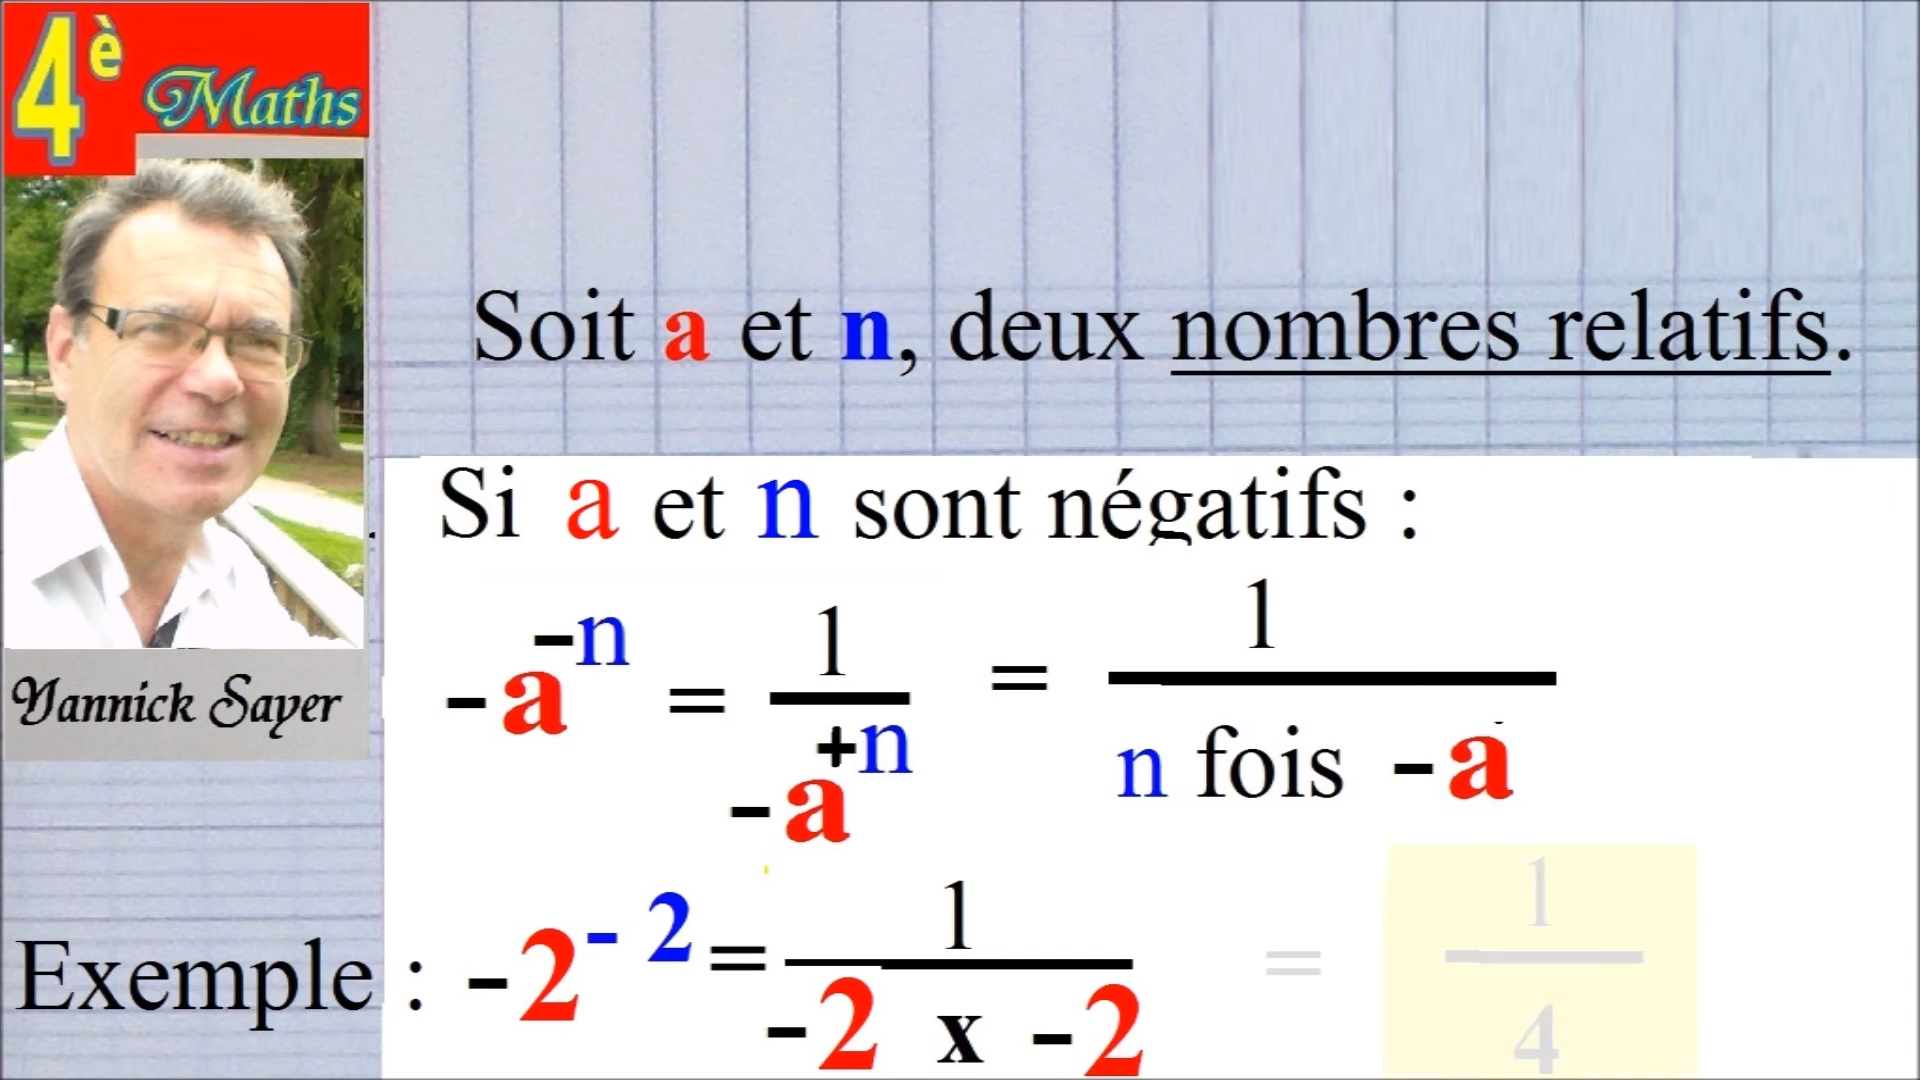 4è Maths
Yannick Sayer
Soit a et n, deux nombres relatifs.
Si a et n sont négatifs :
-a^-n = 1 / -a^+n = 1 / n fois -a
Exemple : -2^- 2 = 1 / -2 x -2 = 1 / 4